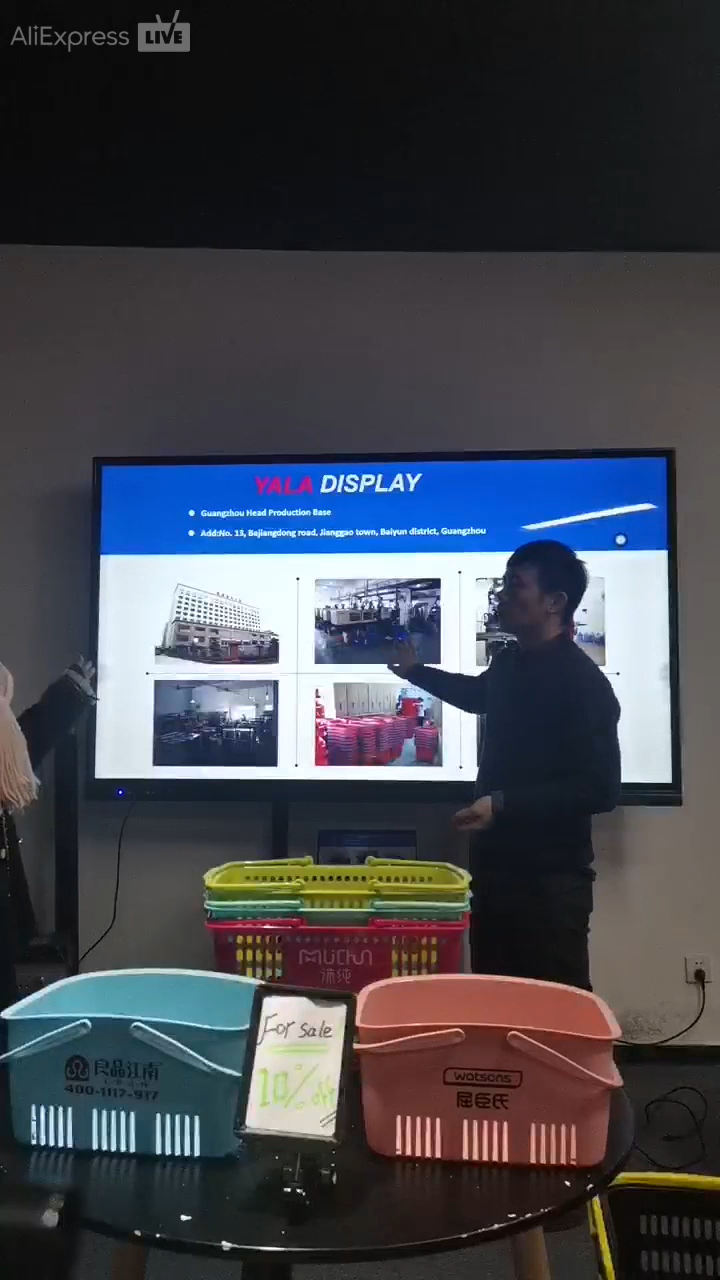 AliExpress LIVE
YALA DISPLAY
Guangzhou Head Production Base
Add:No. 13, Bajiangdong road, Jianggao town, Baiyun district, Guangzhou
MUCHUN
沐纯
良品江南
400-1117-917
For sale
10% off
watsons
屈臣氏